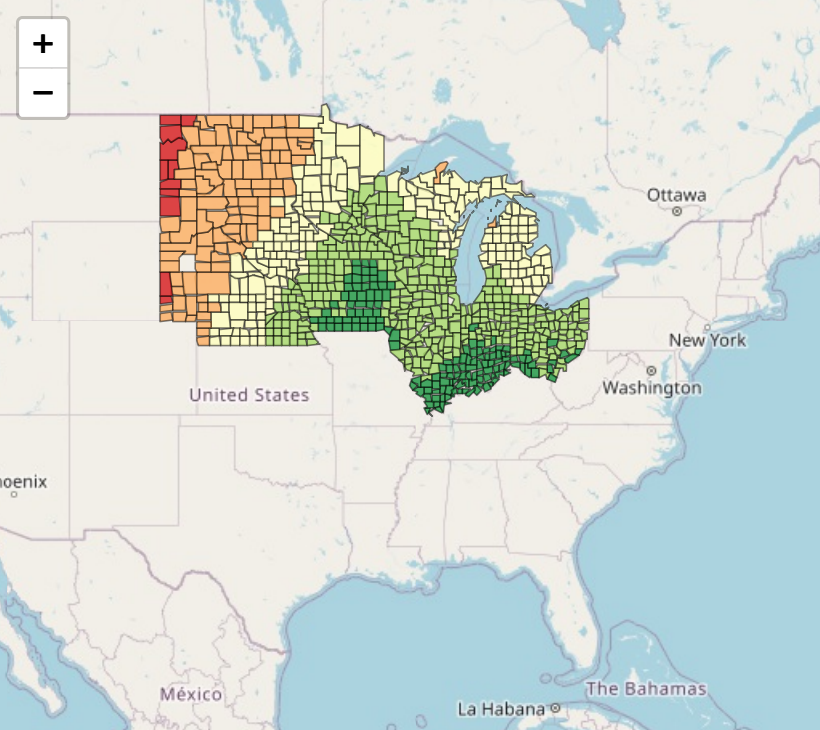 +
−
Ottawa
New York
Washington
United States
hoenix
México
The Bahamas
La Habana